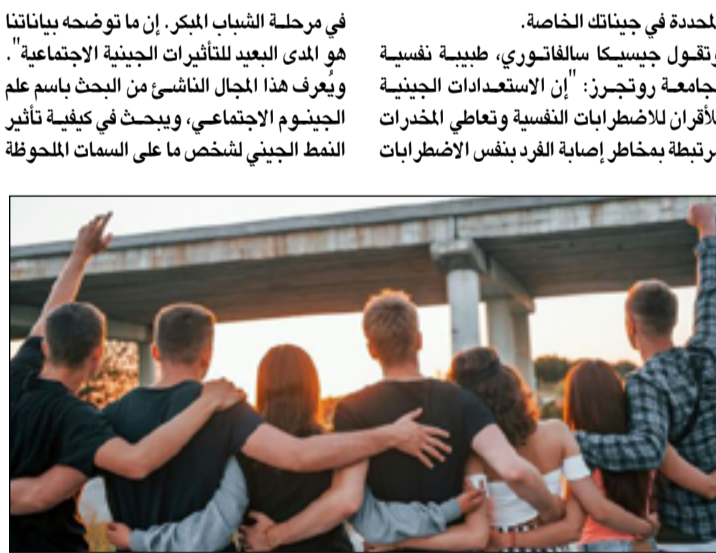 المحددة في جيناتك الخاصة.
وتقول جيسيكا سالفاتوري، طبيبة نفسية
بجامعة روتجرز: "إن الاستعدادات الجينية
للأقران للاضطرابات النفسية وتعاطي المخدرات
مرتبطة بمخاطر إصابة الفرد بنفس الاضطرابات
في مرحلة الشباب المبكر. إن ما توضحه بياناتنا
هو المدى البعيد للتأثيرات الجينية الاجتماعية".
ويُعرف هذا المجال الناشئ من البحث باسم علم
الجينوم الاجتماعي، ويبحث في كيفية تأثير
النمط الجيني لشخص ما على السمات الملحوظة